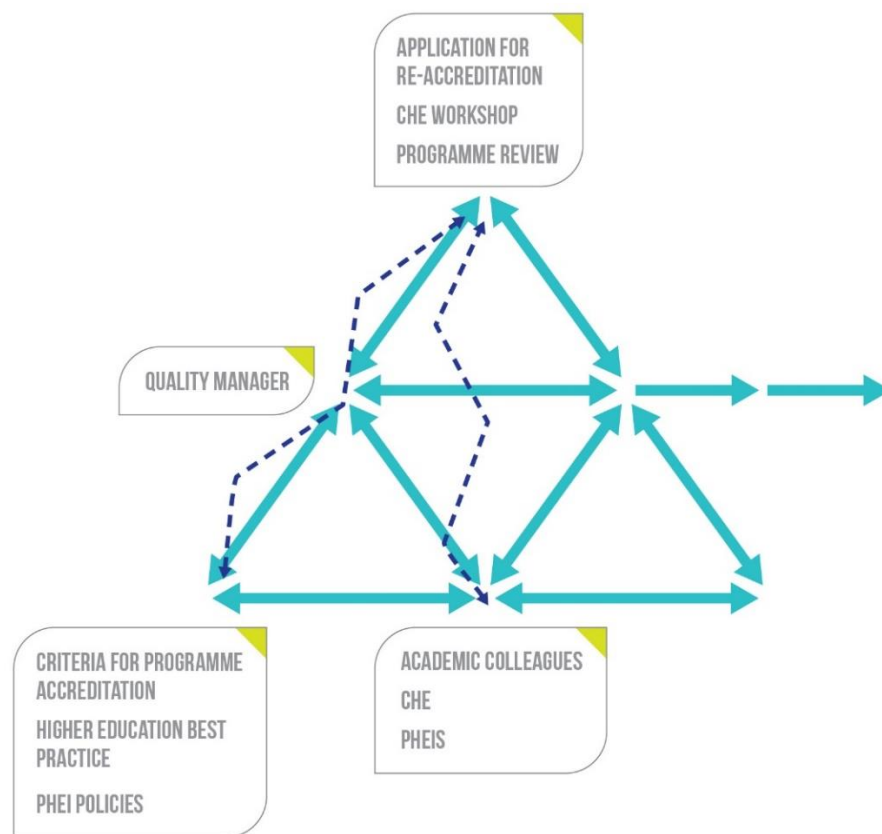 APPLICATION FOR
RE-ACCREDITATION
CHE WORKSHOP
PROGRAMME REVIEW
QUALITY MANAGER
CRITERIA FOR PROGRAMME
ACCREDITATION
HIGHER EDUCATION BEST
PRACTICE
PHEI POLICIES
ACADEMIC COLLEAGUES
CHE
PHEIS